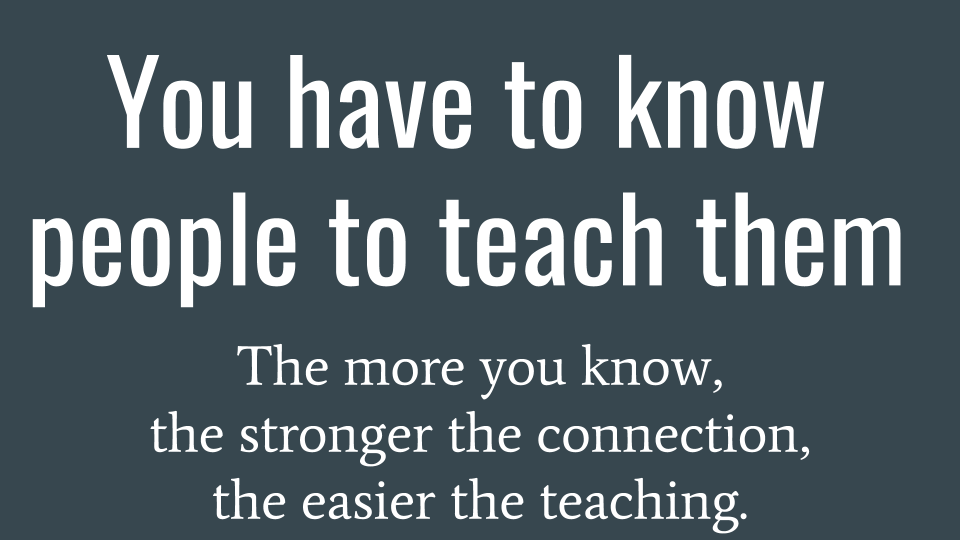 You have to know
people to teach them
The more you know,
the stronger the connection,
the easier the teaching.